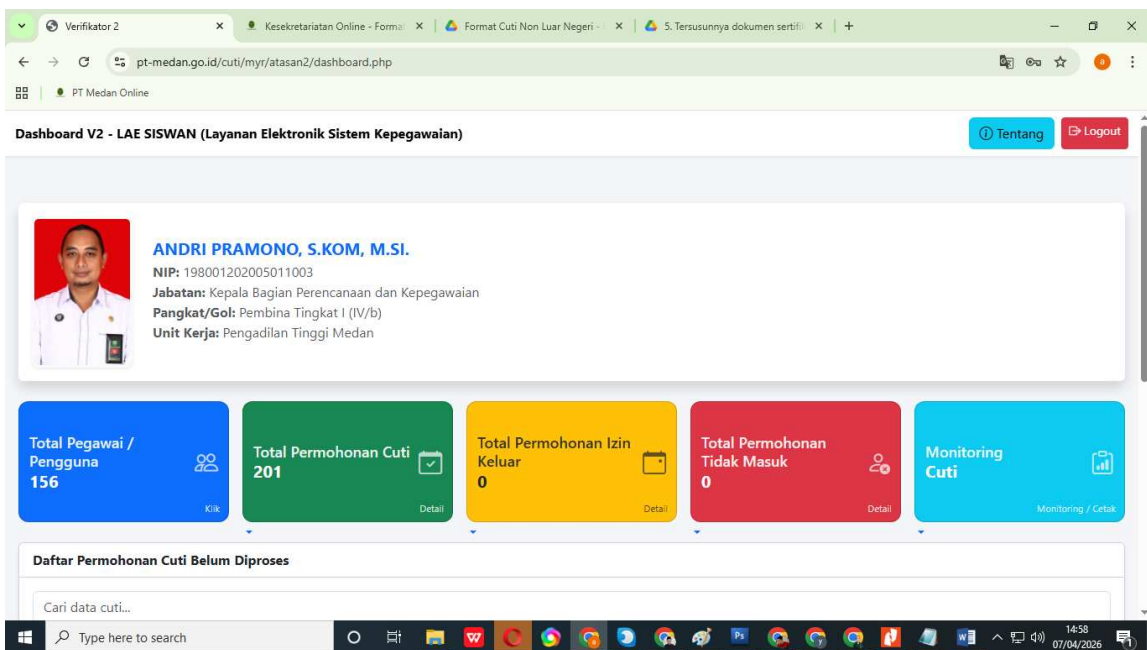 Verifikator 2
Kesekretariatan Online - Forma
Format Cuti Non Luar Negeri -
5. Tersusunnya dokumen sertifi
pt-medan.go.id/cuti/myr/atasan2/dashboard.php
PT Medan Online
Dashboard V2 - LAE SISWAN (Layanan Elektronik Sistem Kepegawaian)
Tentang
Logout
ANDRI PRAMONO, S.KOM, M.SI.
NIP: 198001202005011003
Jabatan: Kepala Bagian Perencanaan dan Kepegawaian
Pangkat/Gol: Pembina Tingkat I (IV/b)
Unit Kerja: Pengadilan Tinggi Medan
Total Pegawai /
Pengguna
156
Klik
Total Permohonan Cuti
201
Detail
Total Permohonan Izin
Keluar
0
Detail
Total Permohonan
Tidak Masuk
0
Detail
Monitoring
Cuti
Monitoring / Cetak
Daftar Permohonan Cuti Belum Diproses
Cari data cuti...
Type here to search
14:58
07/04/2026